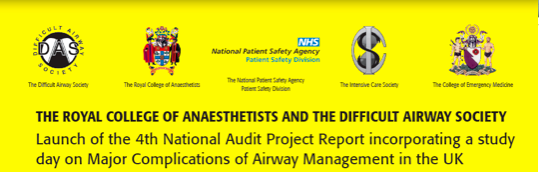 DIFFICULT AIRWAY SOCIETY
DAS
NHS
National Patient Safety Agency
Patient Safety Division
The Difficult Airway Society
The Royal College of Anaesthetists
The National Patient Safety Agency
Patient Safety Division
The Intensive Care Society
The College of Emergency Medicine
THE ROYAL COLLEGE OF ANAESTHETISTS AND THE DIFFICULT AIRWAY SOCIETY
Launch of the 4th National Audit Project Report incorporating a study
day on Major Complications of Airway Management in the UK